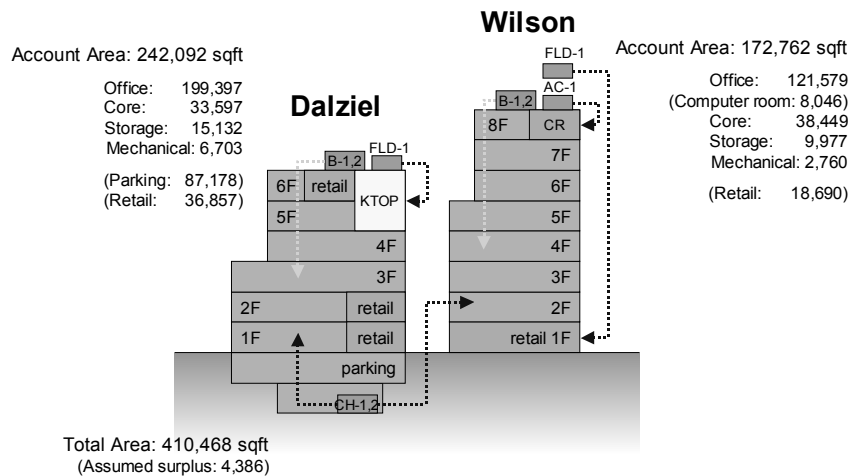 Wilson
Account Area: 242,092 sqft
Office: 199,397
Core: 33,597
Storage: 15,132
Mechanical: 6,703
(Parking: 87,178)
(Retail: 36,857)
Dalziel
B-1,2
FLD-1
6F retail
KTOP
5F
4F
3F
2F retail
1F retail
parking
CH-1,2
FLD-1
AC-1
B-1,2
8F CR
7F
6F
5F
4F
3F
2F
retail 1F
Account Area: 172,762 sqft
Office: 121,579
(Computer room: 8,046)
Core: 38,449
Storage: 9,977
Mechanical: 2,760
(Retail: 18,690)
Total Area: 410,468 sqft
(Assumed surplus: 4,386)